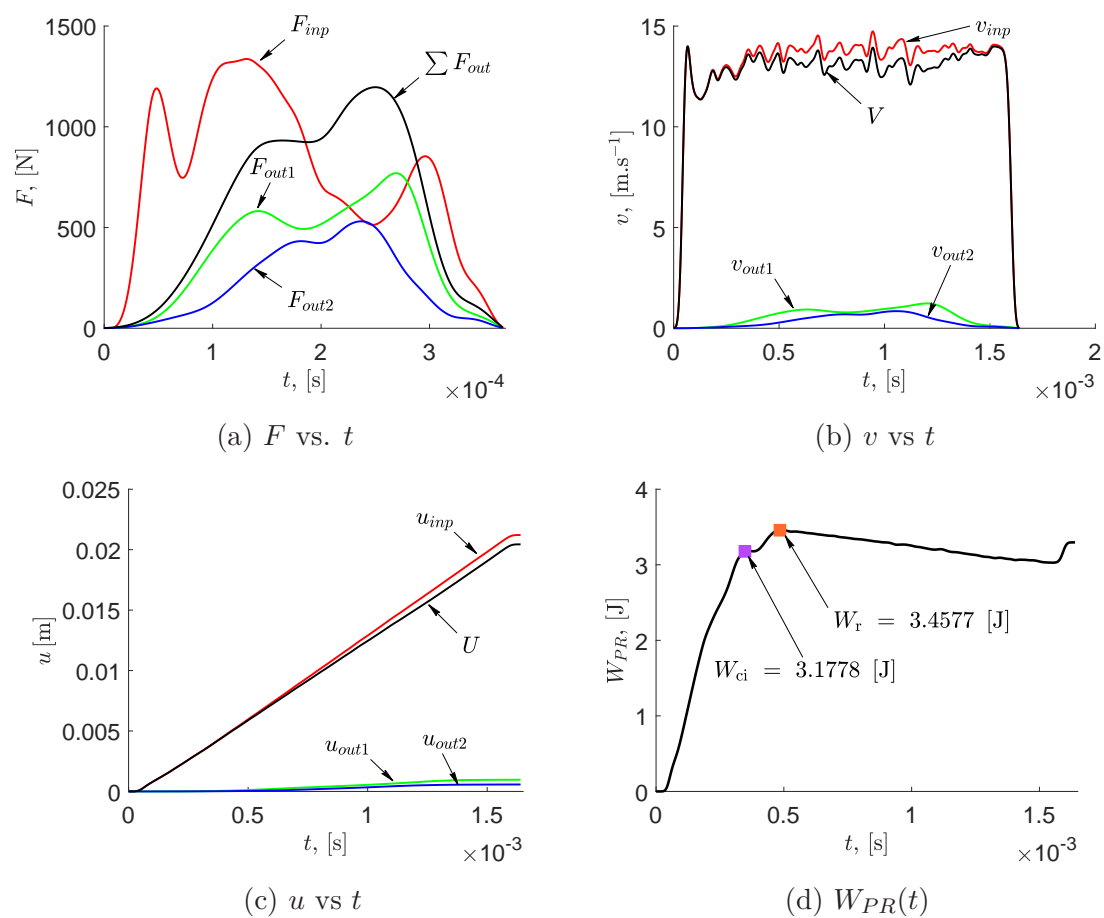 1500
1000
500
0
F, [N]
F_inp
∑ F_out
F_out1
F_out2
0 1 2 3
×10^-4
t, [s]
(a) F vs. t
15
10
5
0
v, [m.s^−1]
v_inp
V
v_out1
v_out2
0 0.5 1 1.5 2
×10^-3
t, [s]
(b) v vs t
0.025
0.02
0.015
0.01
0.005
0
u [m]
u_inp
U
u_out1
u_out2
0 0.5 1 1.5
×10^-3
t, [s]
(c) u vs t
4
3
2
1
0
W_PR, [J]
W_r = 3.4577 [J]
W_ci = 3.1778 [J]
0 0.5 1 1.5
×10^-3
t, [s]
(d) W_PR(t)